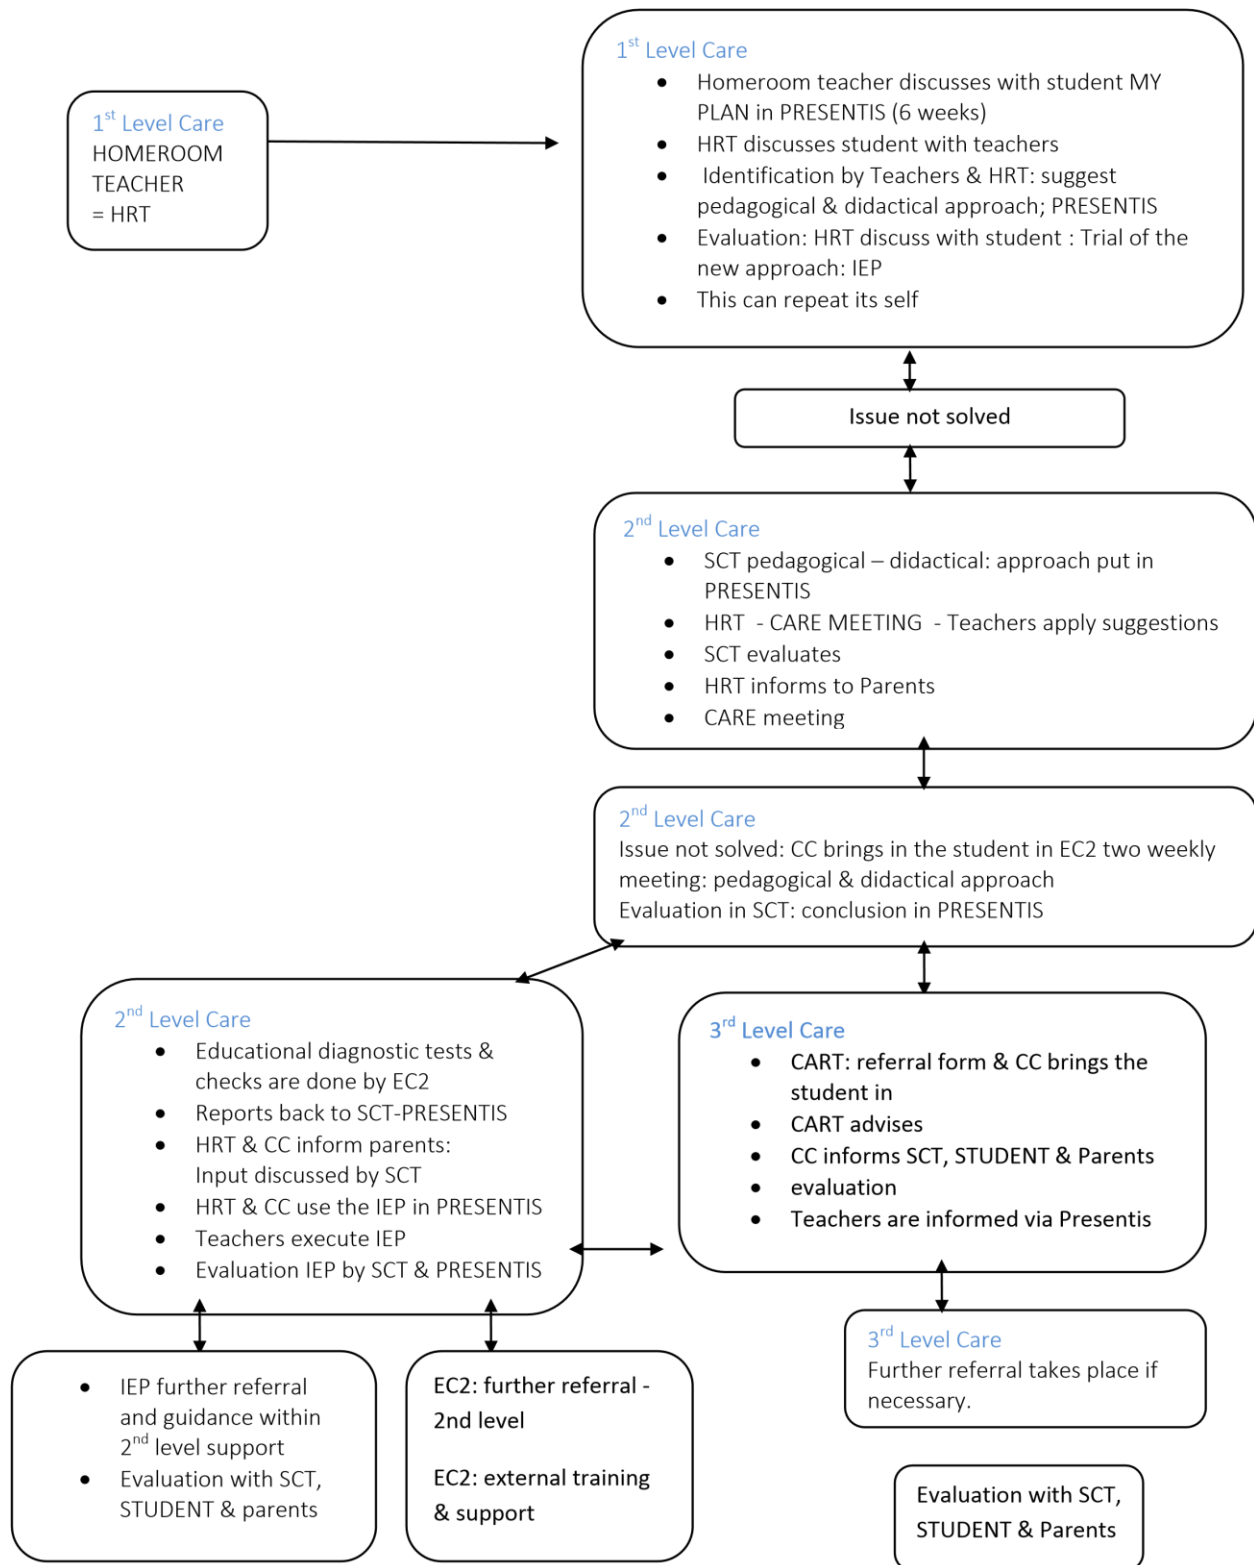 1st Level Care
HOMEROOM
TEACHER
= HRT
1st Level Care
• Homeroom teacher discusses with student MY
PLAN in PRESENTIS (6 weeks)
• HRT discusses student with teachers
• Identification by Teachers & HRT: suggest
pedagogical & didactical approach; PRESENTIS
• Evaluation: HRT discuss with student : Trial of the
new approach: IEP
• This can repeat its self
Issue not solved
2nd Level Care
• SCT pedagogical – didactical: approach put in
PRESENTIS
• HRT - CARE MEETING - Teachers apply suggestions
• SCT evaluates
• HRT informs to Parents
• CARE meeting
2nd Level Care
Issue not solved: CC brings in the student in EC2 two weekly
meeting: pedagogical & didactical approach
Evaluation in SCT: conclusion in PRESENTIS
2nd Level Care
• Educational diagnostic tests &
checks are done by EC2
• Reports back to SCT-PRESENTIS
• HRT & CC inform parents:
Input discussed by SCT
• HRT & CC use the IEP in PRESENTIS
• Teachers execute IEP
• Evaluation IEP by SCT & PRESENTIS
3rd Level Care
• CART: referral form & CC brings the
student in
• CART advises
• CC informs SCT, STUDENT & Parents
• evaluation
• Teachers are informed via Presentis
• IEP further referral
and guidance within
2nd level support
• Evaluation with SCT,
STUDENT & parents
EC2: further referral -
2nd level
EC2: external training
& support
3rd Level Care
Further referral takes place if
necessary.
Evaluation with SCT,
STUDENT & Parents